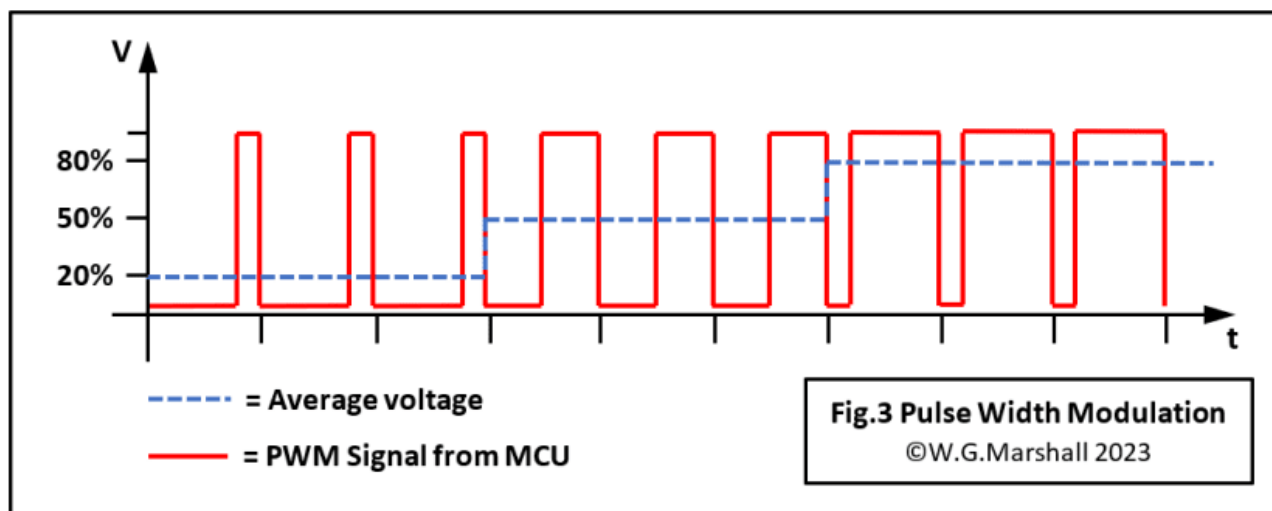 V
80%
50%
20%
t
= Average voltage
= PWM Signal from MCU
Fig.3 Pulse Width Modulation
©W.G.Marshall 2023